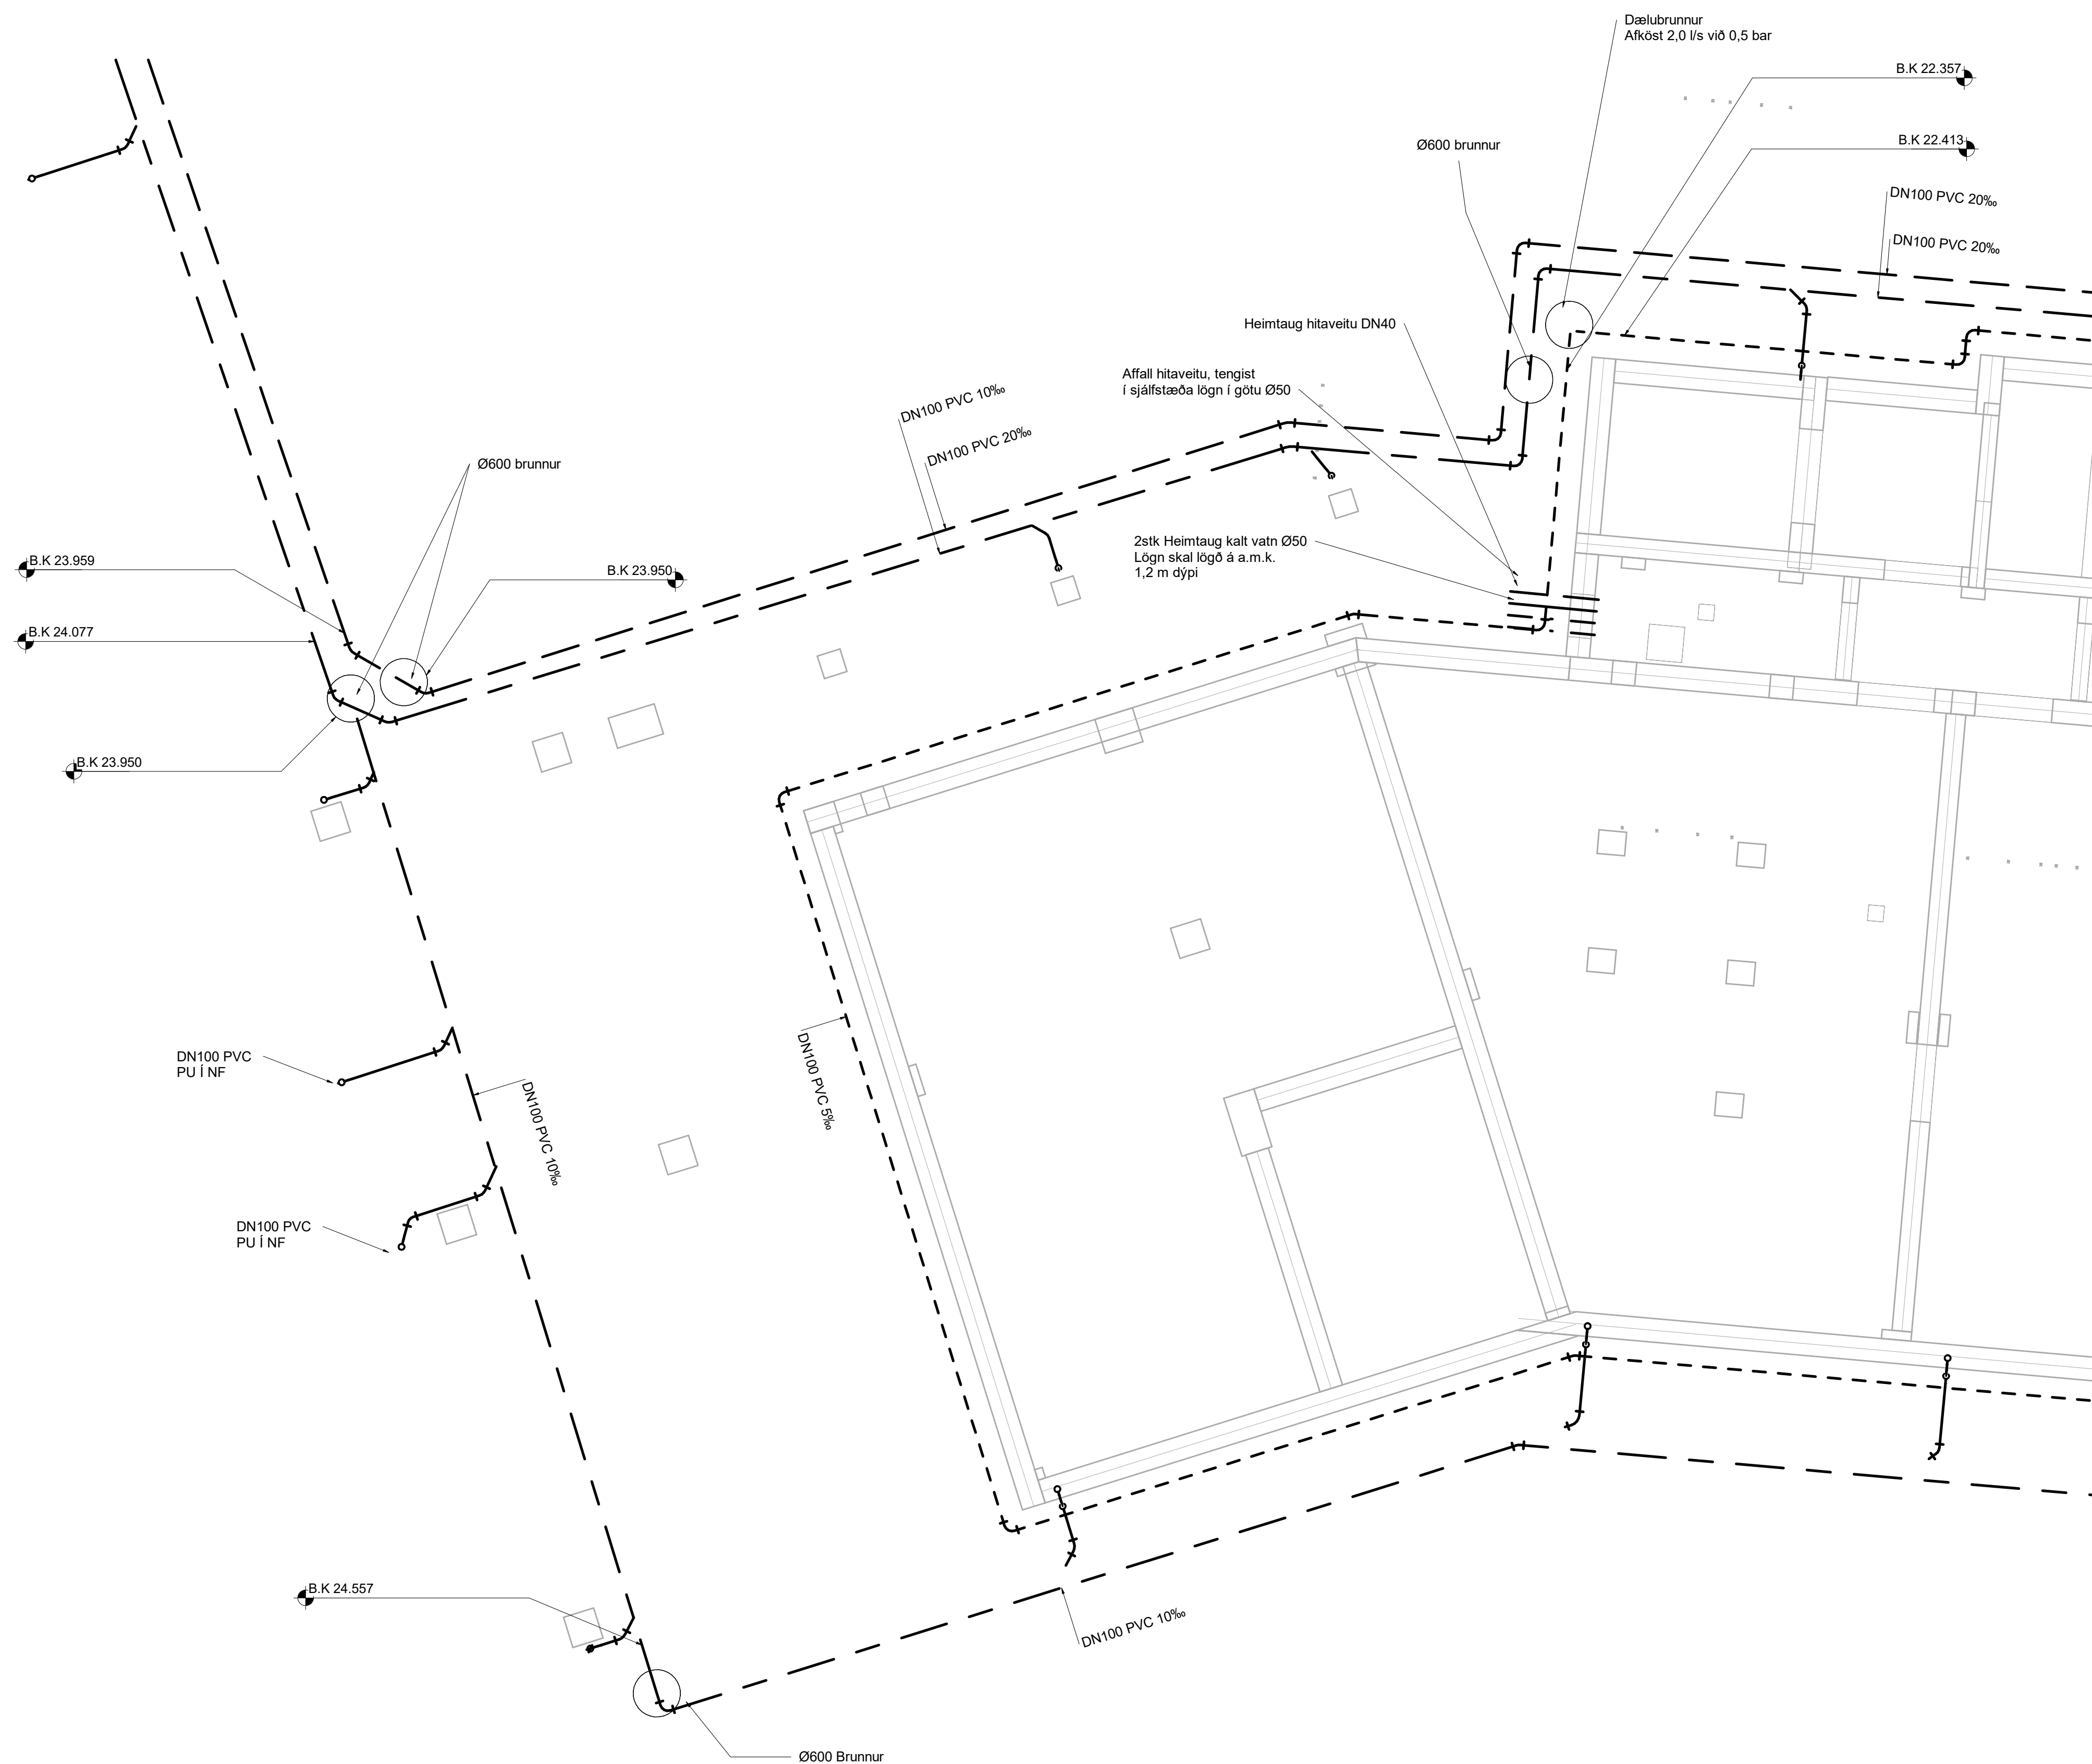 Dælubrunnur
Afköst 2,0 l/s við 0,5 bar
B.K 22.357
B.K 22.413
Ø600 brunnur
DN100 PVC 20‰
DN100 PVC 20‰
Heimtaug hitaveitu DN40
Affall hitaveitu, tengist
í sjálfstæða lögn í götu Ø50
DN100 PVC 10‰
DN100 PVC 20‰
Ø600 brunnur
2stk Heimtaug kalt vatn Ø50
Lögn skal lögð á a.m.k.
1,2 m dýpi
B.K 23.959
B.K 23.950
B.K 24.077
B.K 23.950
DN100 PVC
PU Í NF
DN100 PVC 10‰
DN100 PVC 5‰
DN100 PVC
PU Í NF
B.K 24.557
DN100 PVC 10‰
Ø600 Brunnur